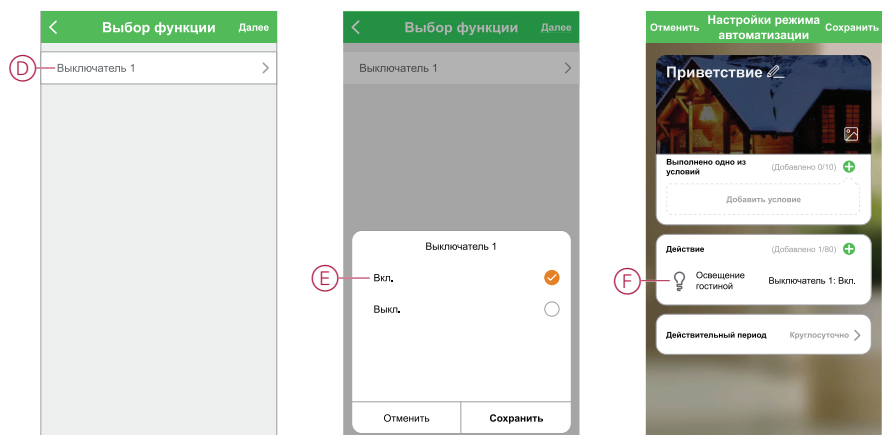 Выбор функции Далее
D
Выключатель 1
Выбор функции Далее
Выключатель 1
Выключатель 1
E
Вкл.
Выкл.
Отменить Сохранить
Отменить Настройки режима автоматизации Сохранить
Приветствие
Выполнено одно из
условий
(Добавлено 0/10)
Добавить условие
Действие (Добавлено 1/80)
F
Освещение
гостиной
Выключатель 1: Вкл.
Действительный период Круглосуточно